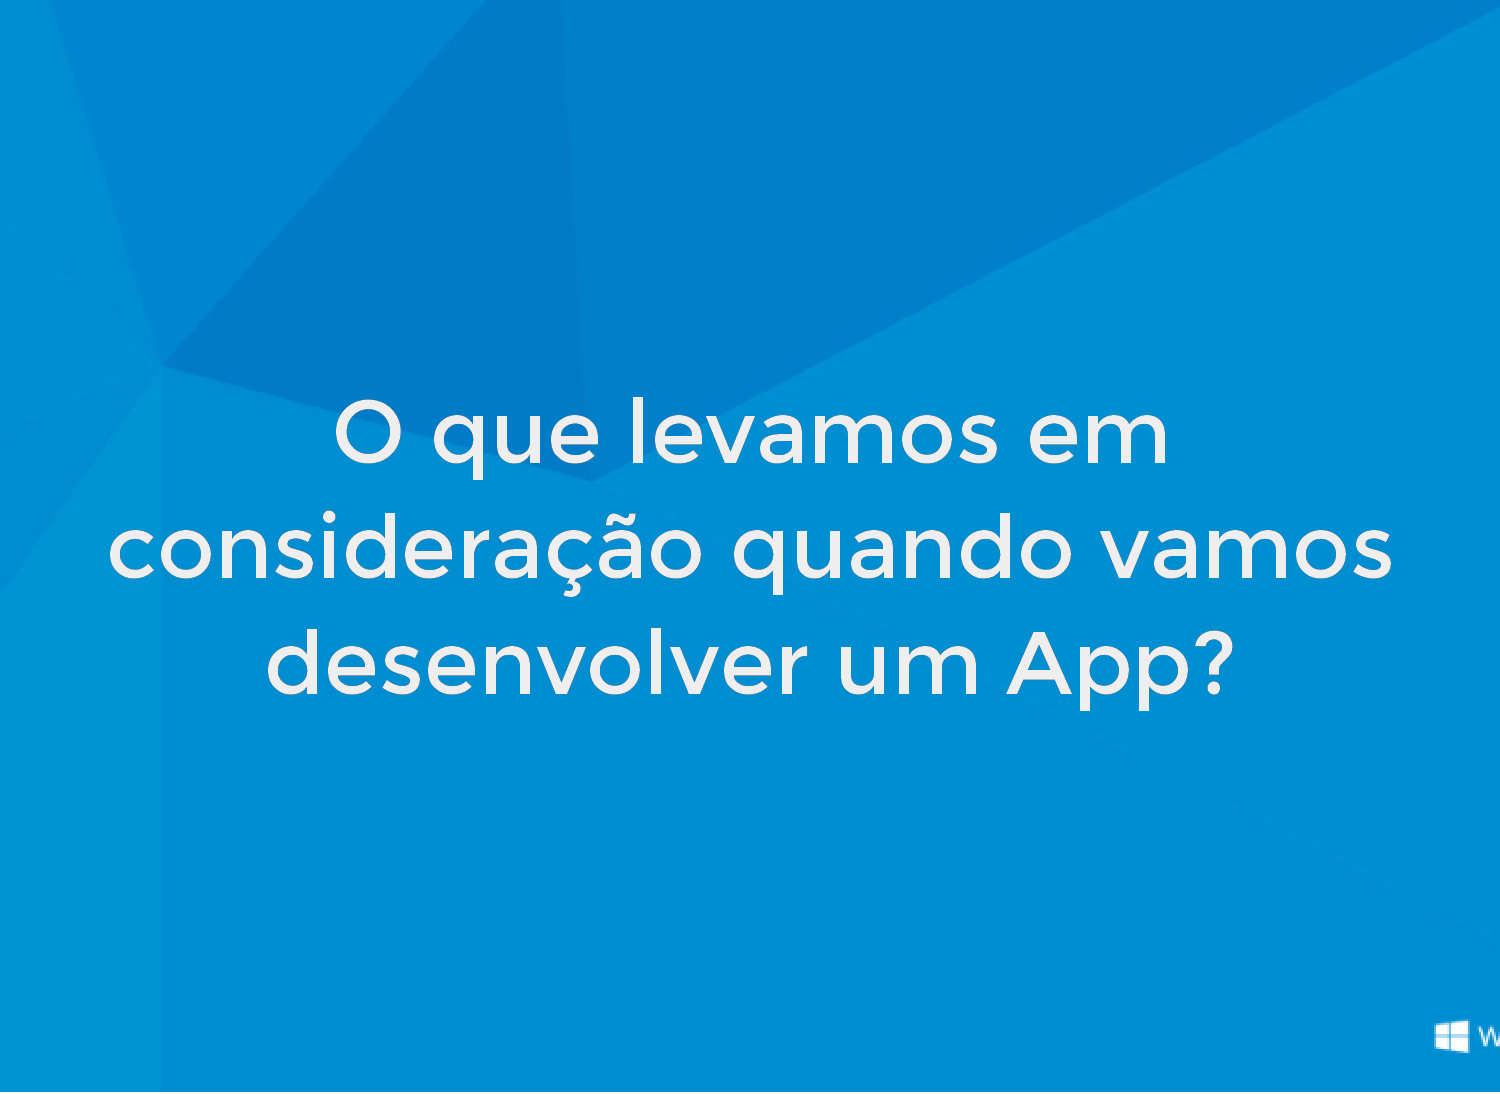 O que levamos em
consideração quando vamos
desenvolver um App?
W